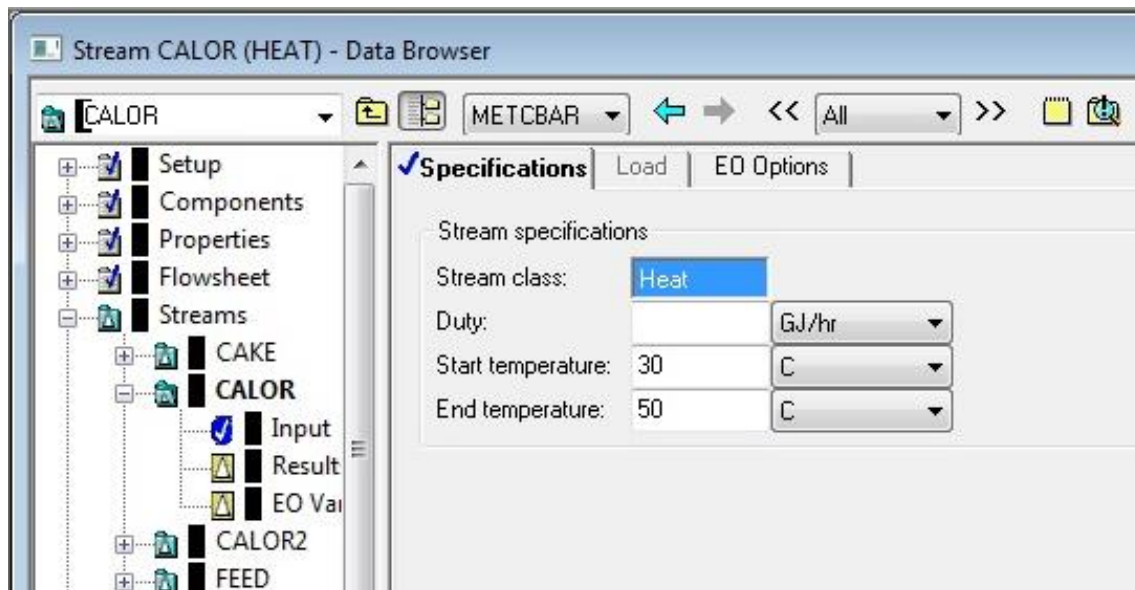 Stream CALOR (HEAT) - Data Browser
CALOR
METCBAR
<< All >>
Setup
Components
Properties
Flowsheet
Streams
CAKE
CALOR
Input
Result
EO Var
CALOR2
FEED
Specifications Load EO Options
Stream specifications
Stream class: Heat
Duty: GJ/hr
Start temperature: 30 C
End temperature: 50 C